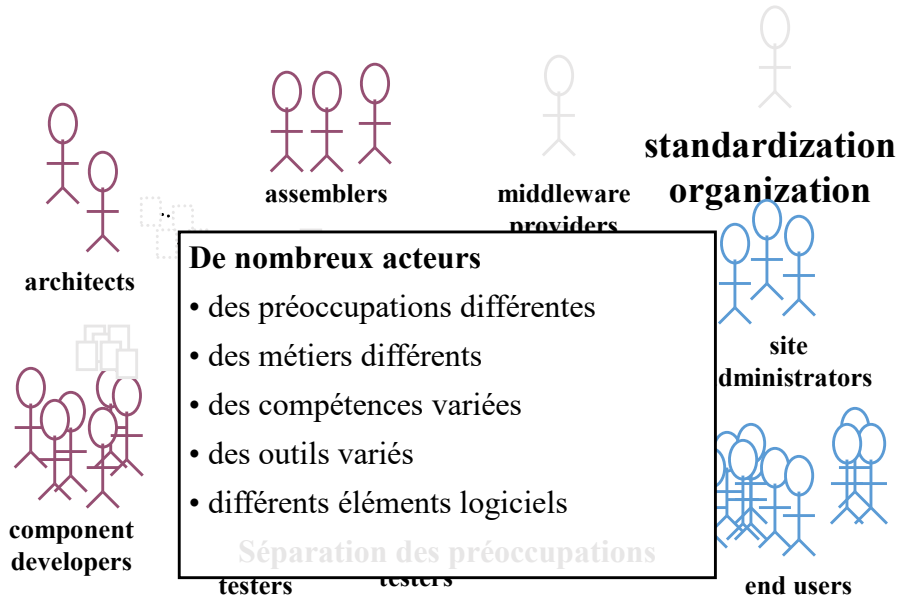 standardization
organization
assemblers
middleware
providers
architects
De nombreux acteurs
• des préoccupations différentes
• des métiers différents
• des compétences variées
• des outils variés
• différents éléments logiciels
Séparation des préoccupations
site
dministrators
component
developers
testers
testers
end users